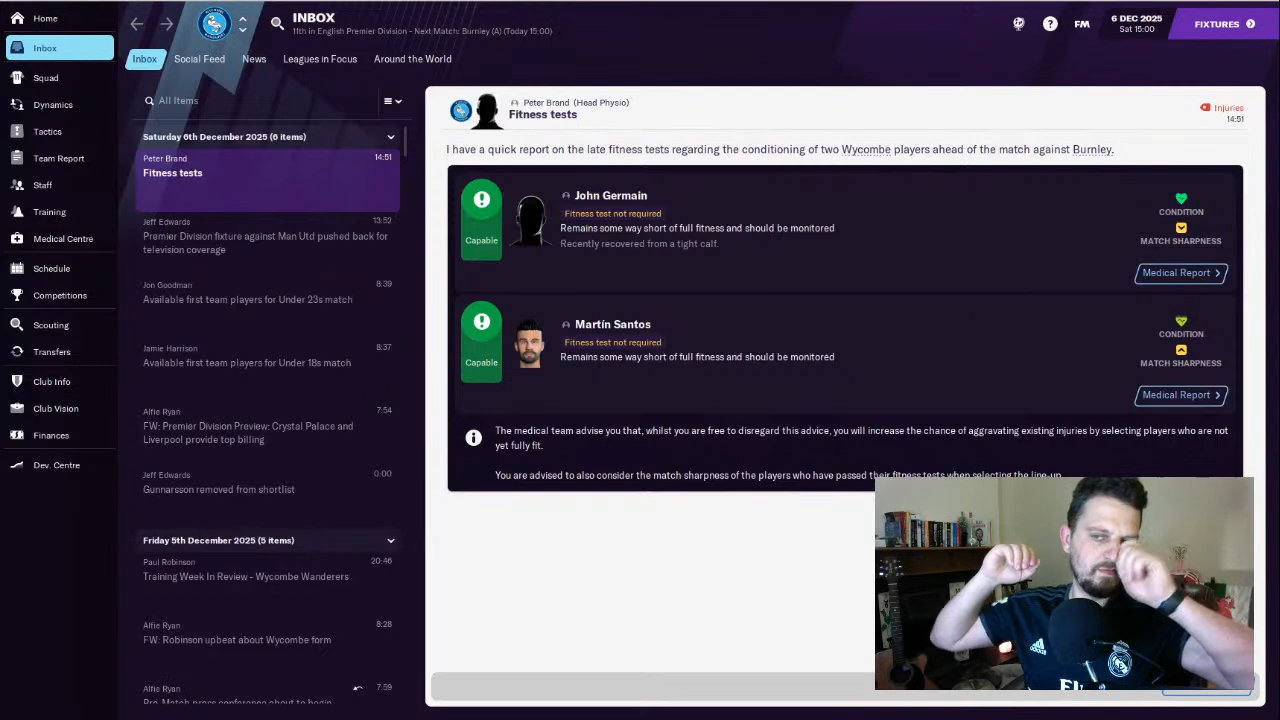 Home
Inbox
Squad
Dynamics
Tactics
Team Report
Staff
Training
Medical Centre
Schedule
Competitions
Scouting
Transfers
Club Info
Club Vision
Finances
Dev. Centre
INBOX
11th in English Premier Division - Next Match: Burnley (A) (Today 15:00)
FM
6 DEC 2025
Sat 15:00
FIXTURES
Inbox
Social Feed
News
Leagues in Focus
Around the World
All Items
Saturday 6th December 2025 (6 items)
Peter Brand 14:51
Fitness tests
Jeff Edwards 13:52
Premier Division fixture against Man Utd pushed back for
television coverage
Jon Goodman 8:39
Available first team players for Under 23s match
Jamie Harrison 8:37
Available first team players for Under 18s match
Alfie Ryan 7:54
FW: Premier Division Preview: Crystal Palace and
Liverpool provide top billing
Jeff Edwards 0:00
Gunnarsson removed from shortlist
Friday 5th December 2025 (5 items)
Paul Robinson 20:46
Training Week In Review - Wycombe Wanderers
Alfie Ryan 8:28
FW: Robinson upbeat about Wycombe form
Alfie Ryan 7:59
Pre-Match press conference about to begin
Peter Brand (Head Physio)
Fitness tests
Injuries
14:51
I have a quick report on the late fitness tests regarding the conditioning of two Wycombe players ahead of the match against Burnley.
Capable
John Germain
Fitness test not required
Remains some way short of full fitness and should be monitored
Recently recovered from a tight calf.
CONDITION
MATCH SHARPNESS
Medical Report
Capable
Martín Santos
Fitness test not required
Remains some way short of full fitness and should be monitored
CONDITION
MATCH SHARPNESS
Medical Report
The medical team advise you that, whilst you are free to disregard this advice, you will increase the chance of aggravating existing injuries by selecting players who are not
yet fully fit.
You are advised to also consider the match sharpness of the players who have passed their fitness tests when selecting the line-up.